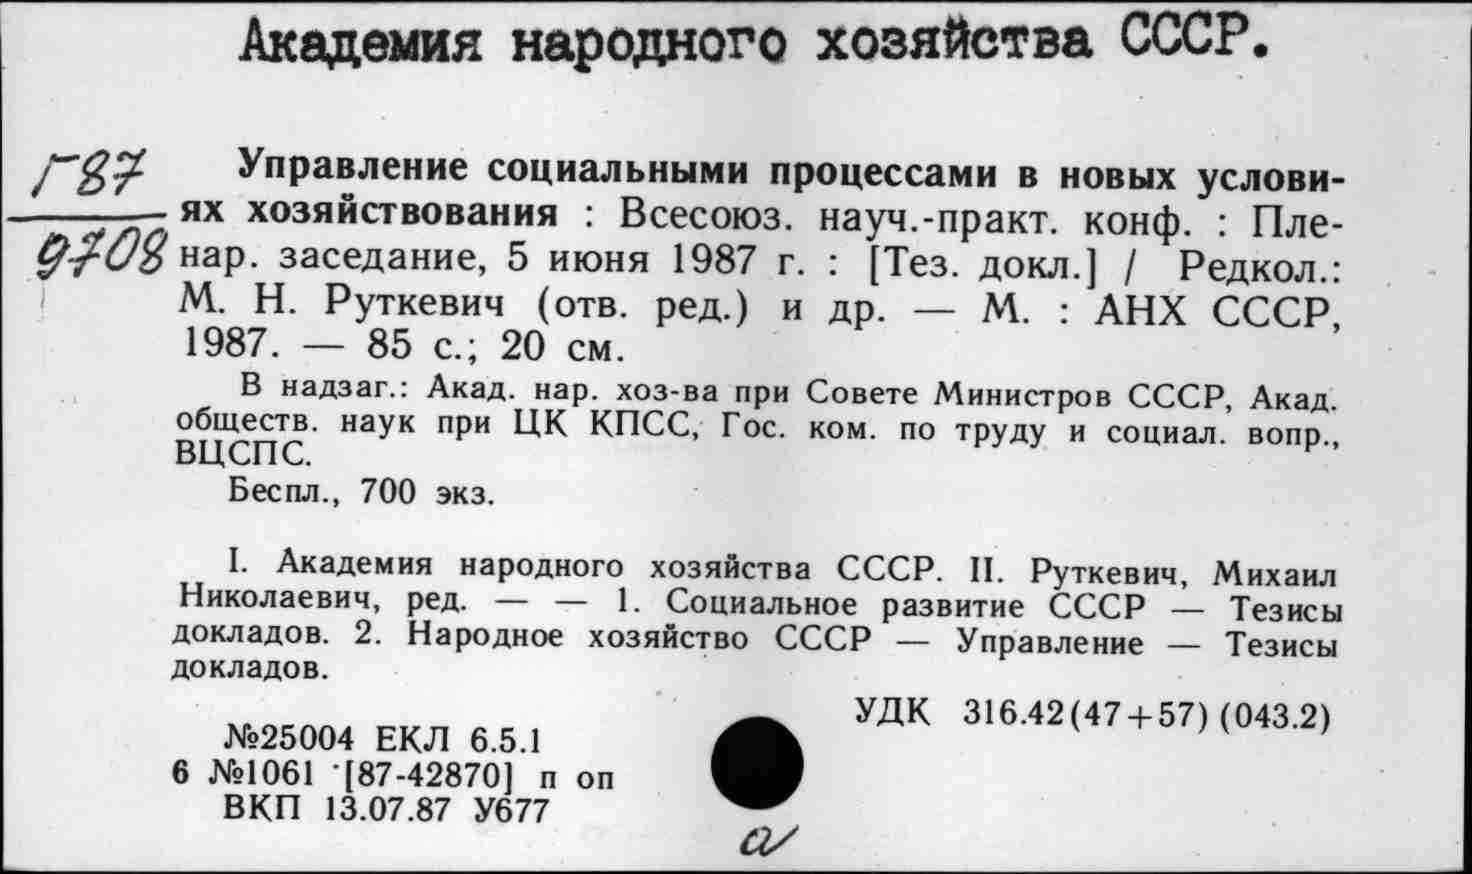 Академия народного хозяйства СССР.
Г87
9708
Управление социальными процессами в новых услови-
ях хозяйствования : Всесоюз. науч.-практ. конф. : Пле-
нар. заседание, 5 июня 1987 г. : [Тез. докл.] / Редкол.:
М. Н. Руткевич (отв. ред.) и др. — М. : АНХ СССР,
1987. — 85 с.; 20 см.
В надзаг.: Акад. нар. хоз-ва при Совете Министров СССР, Акад.
обществ. наук при ЦК КПСС, Гос. ком. по труду и социал. вопр.,
ВЦСПС.
Беспл., 700 экз.
I. Академия народного хозяйства СССР. II. Руткевич, Михаил
Николаевич, ред. — — 1. Социальное развитие СССР — Тезисы
докладов. 2. Народное хозяйство СССР — Управление — Тезисы
докладов.
УДК 316.42(47+57)(043.2)
№25004 ЕКЛ 6.5.1
6 №1061 [87-42870] п оп
ВКП 13.07.87 У677